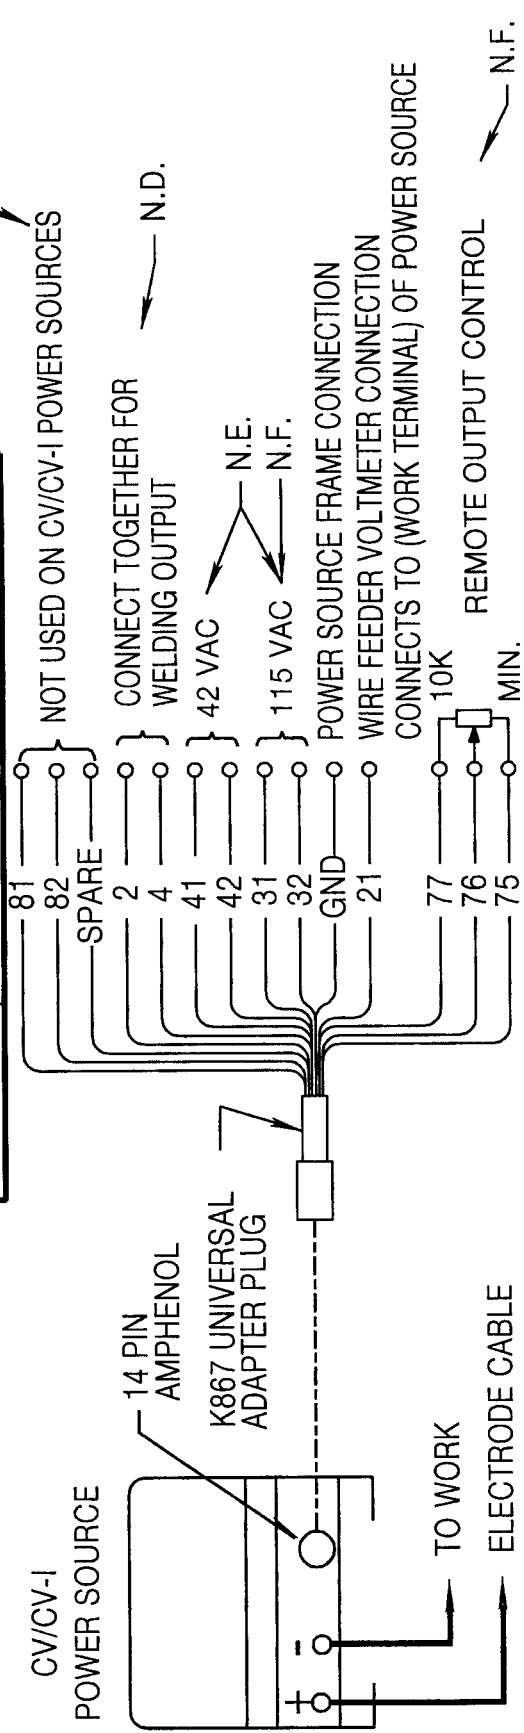 CV/CV-I
POWER SOURCE
14 PIN
AMPHENOL
K867 UNIVERSAL
ADAPTER PLUG
+
-
TO WORK
ELECTRODE CABLE
81
82
SPARE
2
4
41
42
31
32
GND
21
77
76
75
NOT USED ON CV/CV-I POWER SOURCES
CONNECT TOGETHER FOR
WELDING OUTPUT
N.D.
42 VAC
115 VAC
N.E.
N.F.
POWER SOURCE FRAME CONNECTION
WIRE FEEDER VOLTMETER CONNECTION
CONNECTS TO (WORK TERMINAL) OF POWER SOURCE
10K
REMOTE OUTPUT CONTROL
N.F.
MIN.